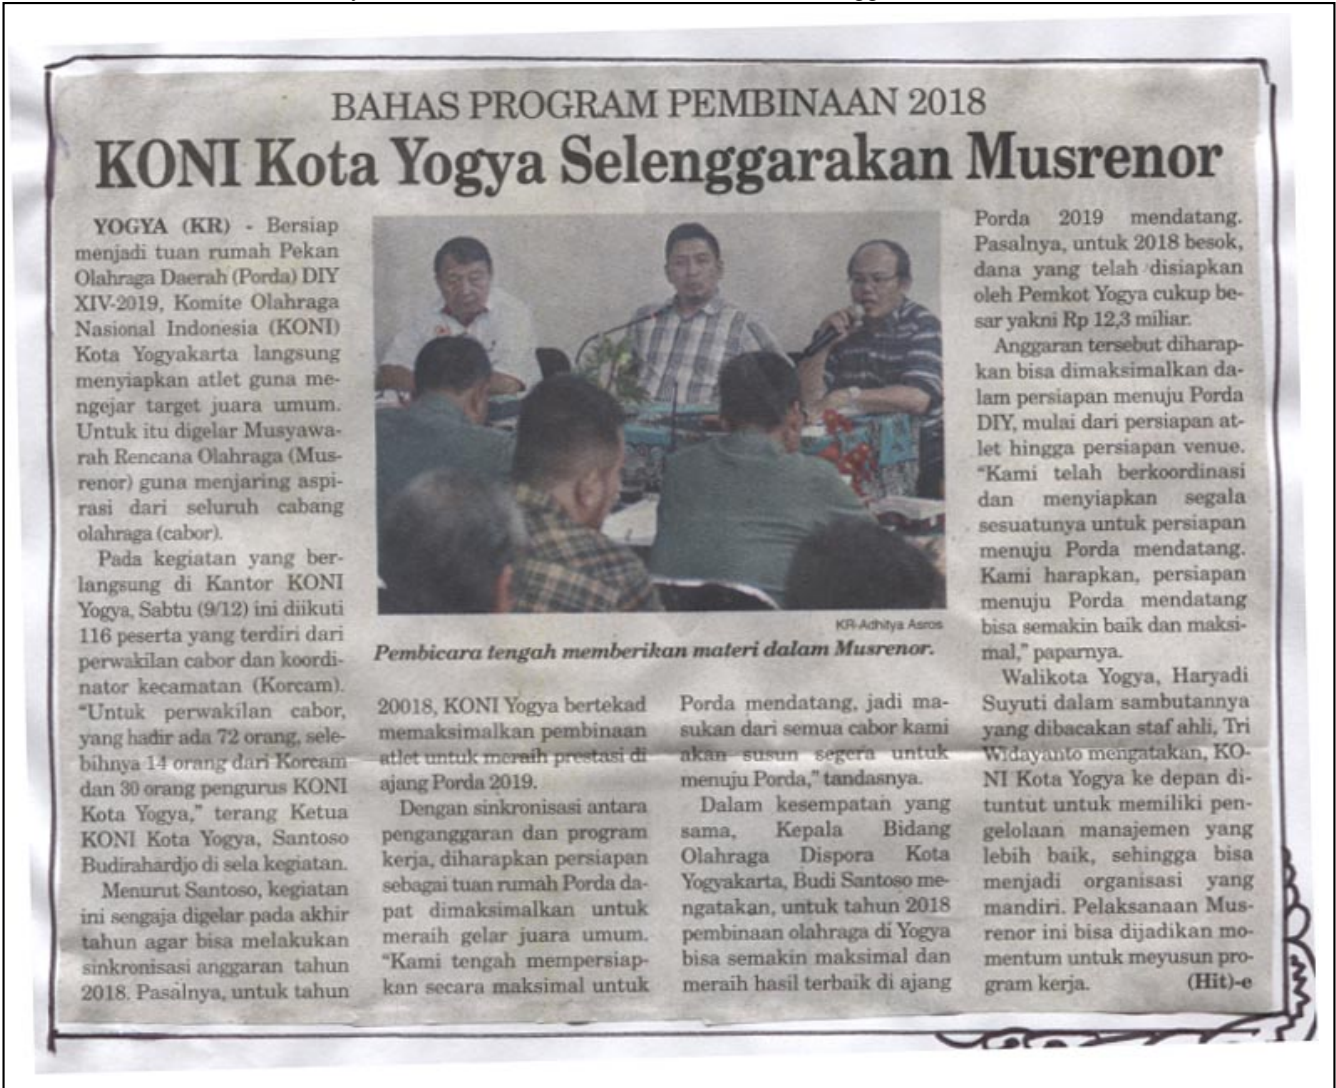 BAHAS PROGRAM PEMBINAAN 2018
KONI Kota Yogya Selenggarakan Musrenor
YOGYA (KR) - Bersiap
menjadi tuan rumah Pekan
Olahraga Daerah (Porda) DIY
XIV-2019, Komite Olahraga
Nasional Indonesia (KONI)
Kota Yogyakarta langsung
menyiapkan atlet guna me-
ngejar target juara umum.
Untuk itu digelar Musyawa-
rah Rencana Olahraga (Mus-
renor) guna menjaring aspi-
rasi dari seluruh cabang
olahraga (cabor).
Pada kegiatan yang ber-
langsung di Kantor KONI
Yogya, Sabtu (9/12) ini diikuti
116 peserta yang terdiri dari
perwakilan cabor dan koordi-
nator kecamatan (Korcam).
"Untuk perwakilan cabor,
yang hadir ada 72 orang, sele-
bihnya 14 orang dari Korcam
dan 30 orang pengurus KONI
Kota Yogya," terang Ketua
KONI Kota Yogya, Santoso
Budirahardjo di sela kegiatan.
Menurut Santoso, kegiatan
ini sengaja digelar pada akhir
tahun agar bisa melakukan
sinkronisasi anggaran tahun
2018. Pasalnya, untuk tahun
KR-Adhitya Asros
Pembicara tengah memberikan materi dalam Musrenor.
20018, KONI Yogya bertekad
memaksimalkan pembinaan
atlet untuk meraih prestasi di
ajang Porda 2019.
Dengan sinkronisasi antara
penganggaran dan program
kerja, diharapkan persiapan
sebagai tuan rumah Porda da-
pat dimaksimalkan untuk
meraih gelar juara umum.
"Kami tengah mempersiap-
kan secara maksimal untuk
Porda mendatang, jadi ma-
sukan dari semua cabor kami
akan susun segera untuk
menuju Porda," tandasnya.
Dalam kesempatan yang
sama, Kepala Bidang
Olahraga Dispora Kota
Yogyakarta, Budi Santoso me-
ngatakan, untuk tahun 2018
pembinaan olahraga di Yogya
bisa semakin maksimal dan
meraih hasil terbaik di ajang
Porda 2019 mendatang.
Pasalnya, untuk 2018 besok,
dana yang telah disiapkan
oleh Pemkot Yogya cukup be-
sar yakni Rp 12,3 miliar.
Anggaran tersebut diharap-
kan bisa dimaksimalkan da-
lam persiapan menuju Porda
DIY, mulai dari persiapan at-
let hingga persiapan venue.
"Kami telah berkoordinasi
dan menyiapkan segala
sesuatunya untuk persiapan
menuju Porda mendatang.
Kami harapkan, persiapan
menuju Porda mendatang
bisa semakin baik dan maksi-
mal," paparnya.
Walikota Yogya, Haryadi
Suyuti dalam sambutannya
yang dibacakan staf ahli, Tri
Widayanto mengatakan, KO-
NI Kota Yogya ke depan di-
tuntut untuk memiliki pen-
gelolaan manajemen yang
lebih baik, sehingga bisa
menjadi organisasi yang
mandiri. Pelaksanaan Mus-
renor ini bisa dijadikan mo-
mentum untuk meyusun pro-
gram kerja. (Hit)-e